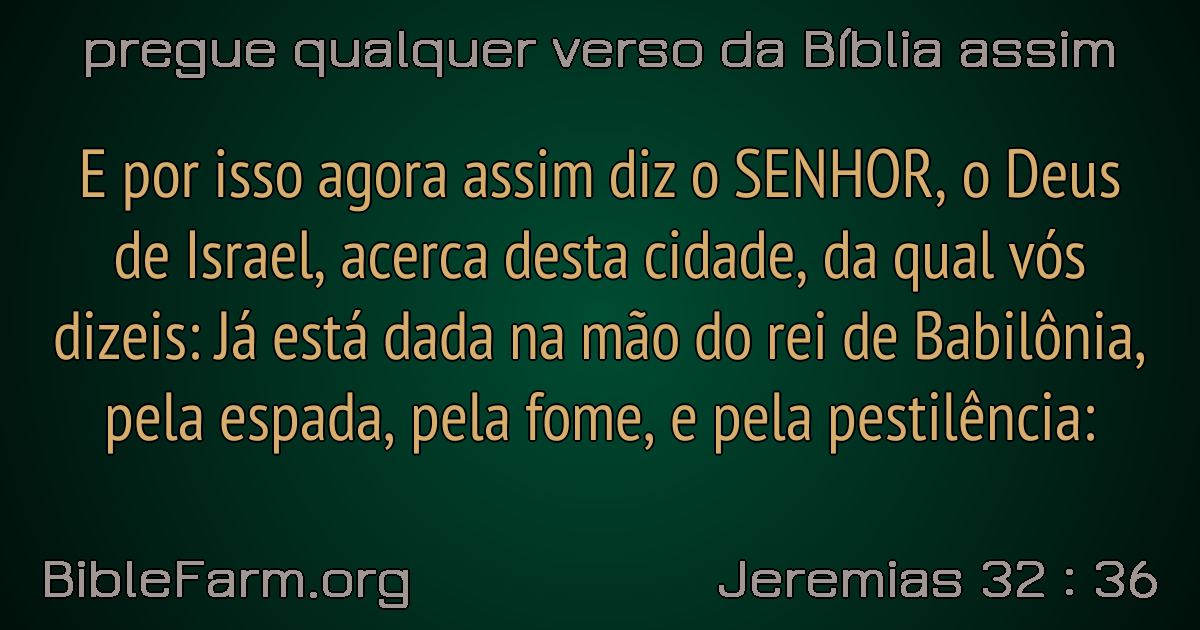 pregue qualquer verso da Bíblia assim
E por isso agora assim diz o SENHOR, o Deus
de Israel, acerca desta cidade, da qual vós
dizeis: Já está dada na mão do rei de Babilônia,
pela espada, pela fome, e pela pestilência:
BibleFarm.org
Jeremias 32 : 36